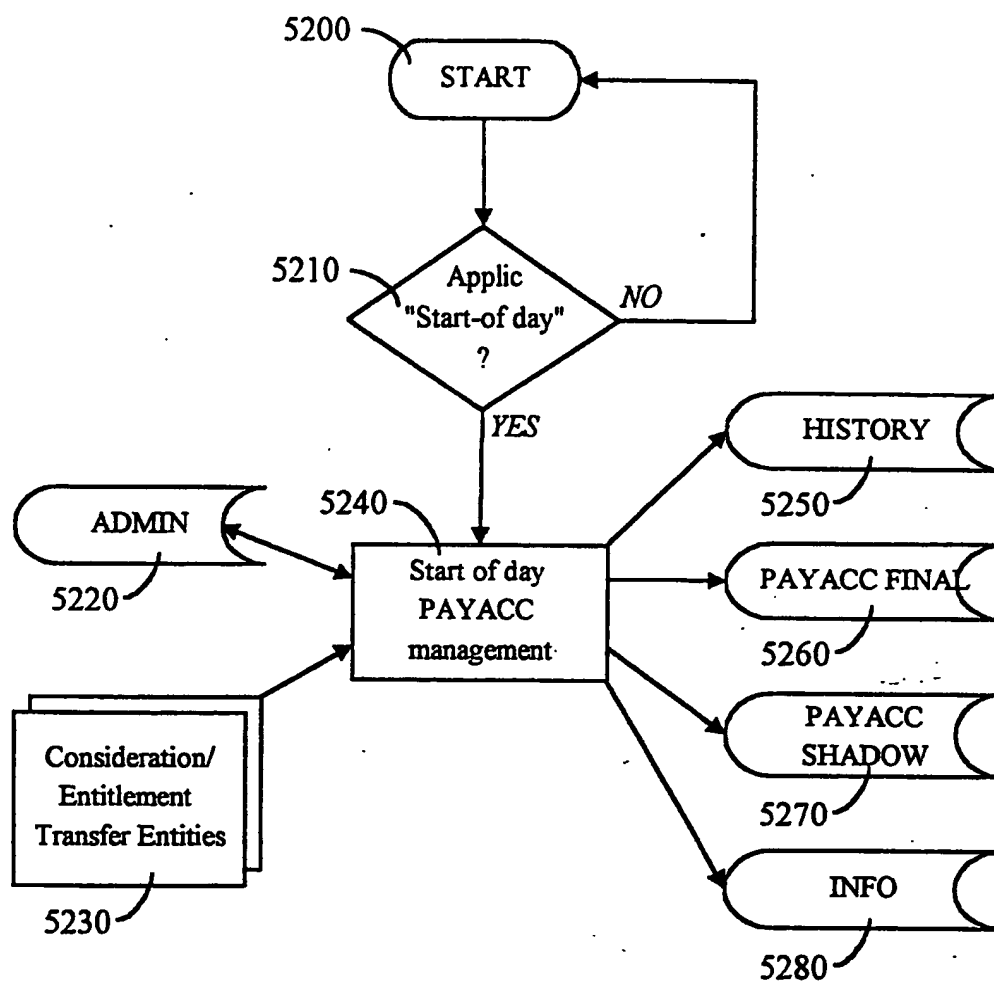 5200
START
5210
Applic
"Start-of day"
?
NO
YES
HISTORY
5250
5240
ADMIN
5220
Start of day
PAYACC
management
PAYACC FINAL
5260
Consideration/
Entitlement
Transfer Entities
5230
PAYACC
SHADOW
5270
INFO
5280